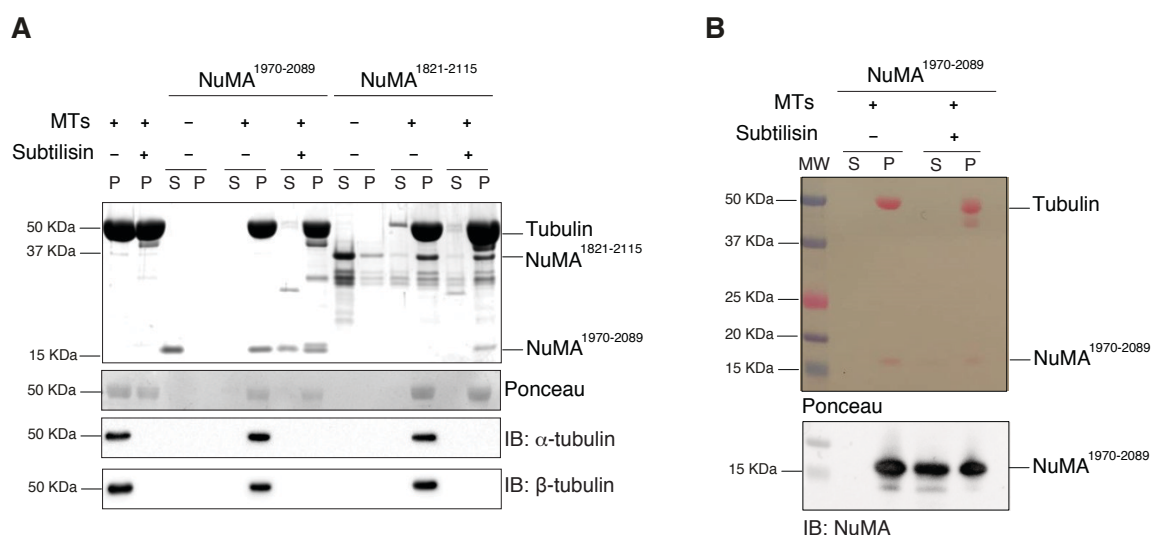 A
NuMA1970-2089 NuMA1821-2115
MTs + + – + + – + +
Subtilisin – + – – + – – +
P P S P S P S P S P S P S P
50 KDa
37 KDa
15 KDa
Tubulin
NuMA1821-2115
NuMA1970-2089
50 KDa Ponceau
50 KDa IB: α-tubulin
50 KDa IB: β-tubulin
B
NuMA1970-2089
MTs + +
Subtilisin – +
MW S P S P
50 KDa Tubulin
37 KDa
25 KDa
20 KDa
15 KDa NuMA1970-2089
Ponceau
15 KDa NuMA1970-2089
IB: NuMA